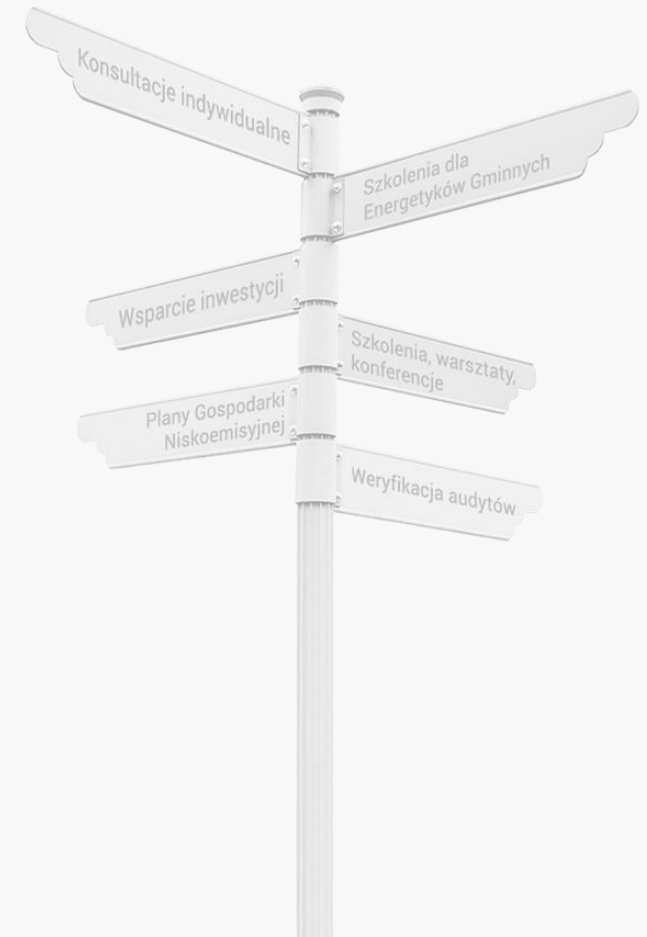 Konsultacje indywidualne
Szkolenia dla
Energetyków Gminnych
Wsparcie inwestycji
Szkolenia, warsztaty,
konferencje
Plany Gospodarki
Niskoemisyjnej
Weryfikacja audytów